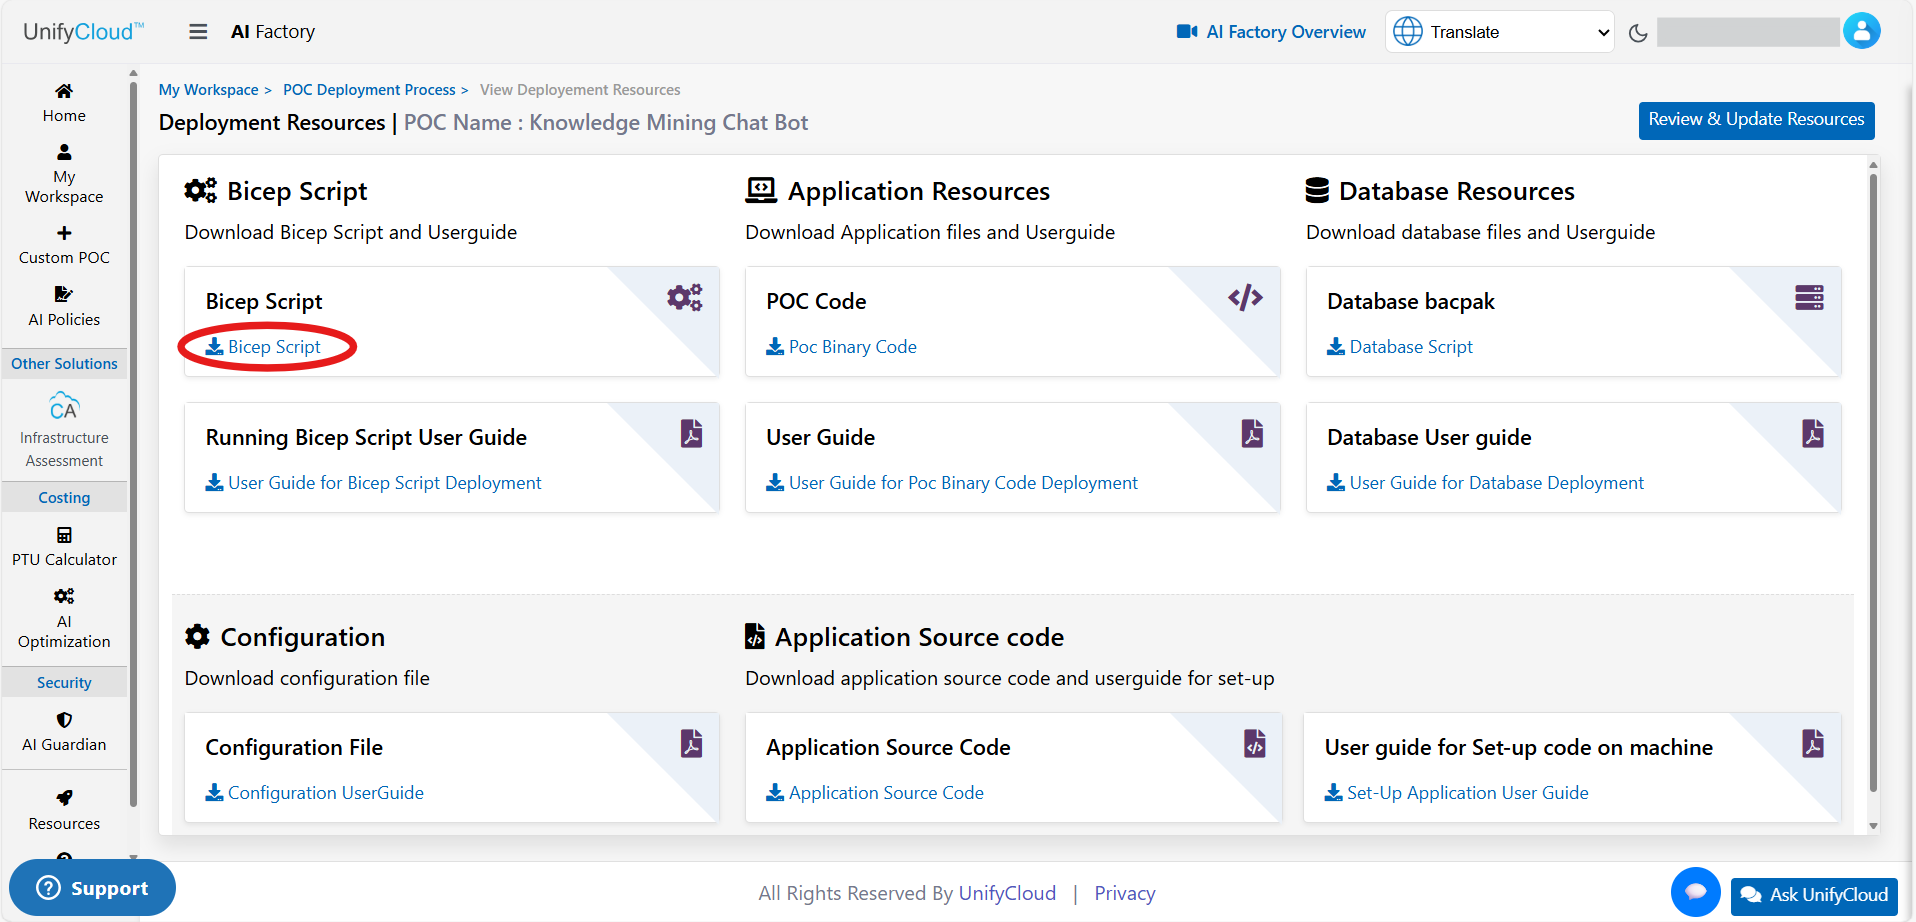 UnifyCloud™
AI Factory
AI Factory Overview
Translate
Home
My
Workspace
Custom POC
AI Policies
Other Solutions
CA
Infrastructure
Assessment
Costing
PTU Calculator
AI
Optimization
Security
AI Guardian
Resources
Support
My Workspace > POC Deployment Process > View Deployement Resources
Deployment Resources | POC Name : Knowledge Mining Chat Bot
Review & Update Resources
Bicep Script
Download Bicep Script and Userguide
Bicep Script
Bicep Script
Running Bicep Script User Guide
User Guide for Bicep Script Deployment
Application Resources
Download Application files and Userguide
POC Code
Poc Binary Code
User Guide
User Guide for Poc Binary Code Deployment
Database Resources
Download database files and Userguide
Database bacpak
Database Script
Database User guide
User Guide for Database Deployment
Configuration
Download configuration file
Configuration File
Configuration UserGuide
Application Source code
Download application source code and userguide for set-up
Application Source Code
Application Source Code
User guide for Set-up code on machine
Set-Up Application User Guide
All Rights Reserved By UnifyCloud | Privacy
Ask UnifyCloud